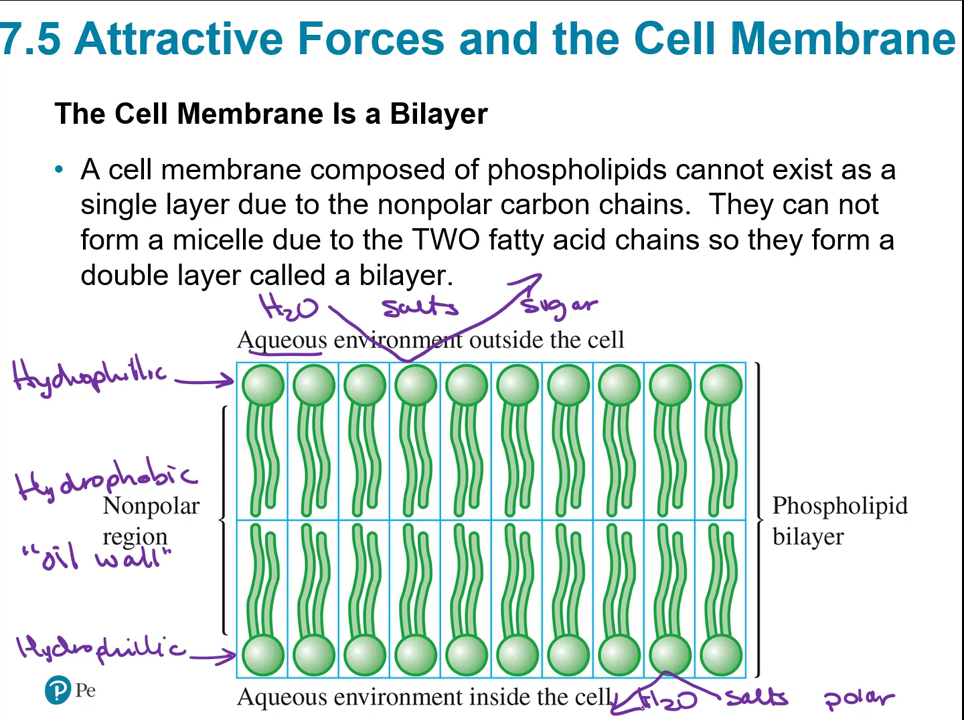 7.5 Attractive Forces and the Cell Membrane
The Cell Membrane Is a Bilayer
• A cell membrane composed of phospholipids cannot exist as a
single layer due to the nonpolar carbon chains. They can not
form a micelle due to the TWO fatty acid chains so they form a
double layer called a bilayer.
H₂O salts sugar
Aqueous environment outside the cell
Hydrophillic
Hydrophobic
Nonpolar
region
"oil wall"
Phospholipid
bilayer
Hydrophillic
P Pe
Aqueous environment inside the cell
H₂O salts polar